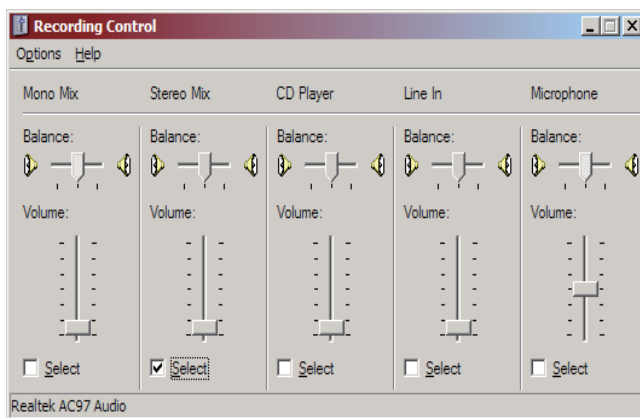 Recording Control
Options Help
Mono Mix Stereo Mix CD Player Line In Microphone
Balance: Balance: Balance: Balance: Balance:
Volume: Volume: Volume: Volume: Volume:
Select Select Select Select Select
Realtek AC97 Audio